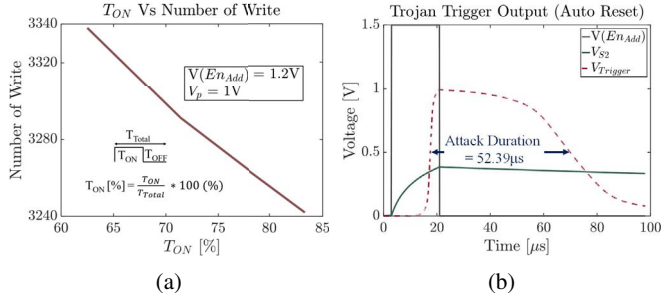 T_ON Vs Number of Write
Number of Write
3340
3320
3280
3240
V(En_Add) = 1.2V
V_p = 1V
T_Total
T_ON T_OFF
T_ON [%] = T_ON / T_Total * 100 (%)
60 65 70 75 80 85
T_ON [%]
(a)
Trojan Trigger Output (Auto Reset)
Voltage [V]
1.5
1
0.5
0
V(En_Add)
V_S2
V_Trigger
Attack Duration
= 52.39µs
0 20 40 60 80 100
Time [µs]
(b)